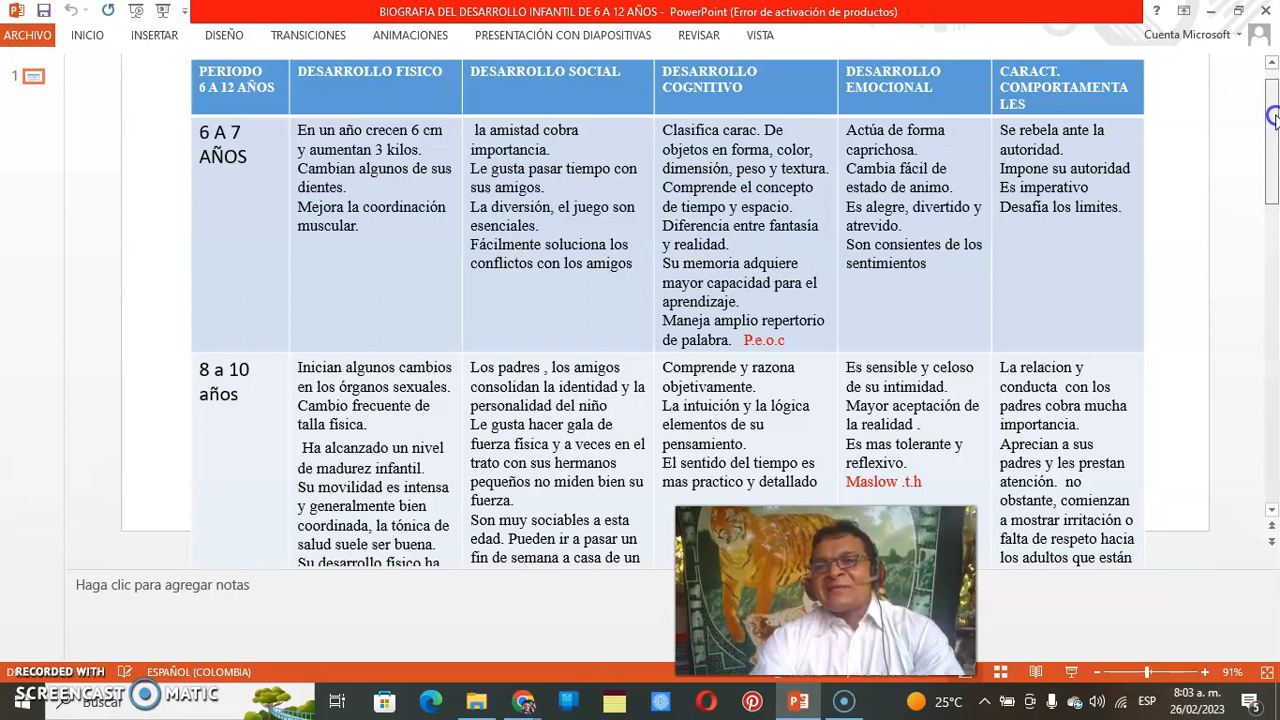 BIOGRAFIA DEL DESARROLLO INFANTIL DE 6 A 12 AÑOS - PowerPoint (Error de activación de productos)
?
ARCHIVO INICIO INSERTAR DISEÑO TRANSICIONES ANIMACIONES PRESENTACIÓN CON DIAPOSITIVAS REVISAR VISTA
Cuenta Microsoft
1
PERIODO
6 A 12 AÑOS
DESARROLLO FISICO
DESARROLLO SOCIAL
DESARROLLO
COGNITIVO
DESARROLLO
EMOCIONAL
CARACT.
COMPORTAMENTA
LES
6 A 7
AÑOS
En un año crecen 6 cm
y aumentan 3 kilos.
Cambian algunos de sus
dientes.
Mejora la coordinación
muscular.
la amistad cobra
importancia.
Le gusta pasar tiempo con
sus amigos.
La diversión, el juego son
esenciales.
Fácilmente soluciona los
conflictos con los amigos
Clasifica carac. De
objetos en forma, color,
dimensión, peso y textura.
Comprende el concepto
de tiempo y espacio.
Diferencia entre fantasía
y realidad.
Su memoria adquiere
mayor capacidad para el
aprendizaje.
Maneja amplio repertorio
de palabra. P.e.o.c
Actúa de forma
caprichosa.
Cambia fácil de
estado de animo.
Es alegre, divertido y
atrevido.
Son consientes de los
sentimientos
Se rebela ante la
autoridad.
Impone su autoridad
Es imperativo
Desafía los limites.
8 a 10
años
Inician algunos cambios
en los órganos sexuales.
Cambio frecuente de
talla física.
Ha alcanzado un nivel
de madurez infantil.
Su movilidad es intensa
y generalmente bien
coordinada, la tónica de
salud suele ser buena.
Su desarrollo físico ha
Los padres , los amigos
consolidan la identidad y la
personalidad del niño
Le gusta hacer gala de
fuerza física y a veces en el
trato con sus hermanos
pequeños no miden bien su
fuerza.
Son muy sociables a esta
edad. Pueden ir a pasar un
fin de semana a casa de un
Comprende y razona
objetivamente.
La intuición y la lógica
elementos de su
pensamiento.
El sentido del tiempo es
mas practico y detallado
Es sensible y celoso
de su intimidad.
Mayor aceptación de
la realidad .
Es mas tolerante y
reflexivo.
Maslow .t.h
La relacion y
conducta con los
padres cobra mucha
importancia.
Aprecian a sus
padres y les prestan
atención. no
obstante, comienzan
a mostrar irritación o
falta de respeto hacia
los adultos que están
Haga clic para agregar notas
RECORDED WITH
SCREENCAST MATIC
ESPAÑOL (COLOMBIA)
91%
Buscar
25°C
ESP
8:03 a. m.
26/02/2023
5